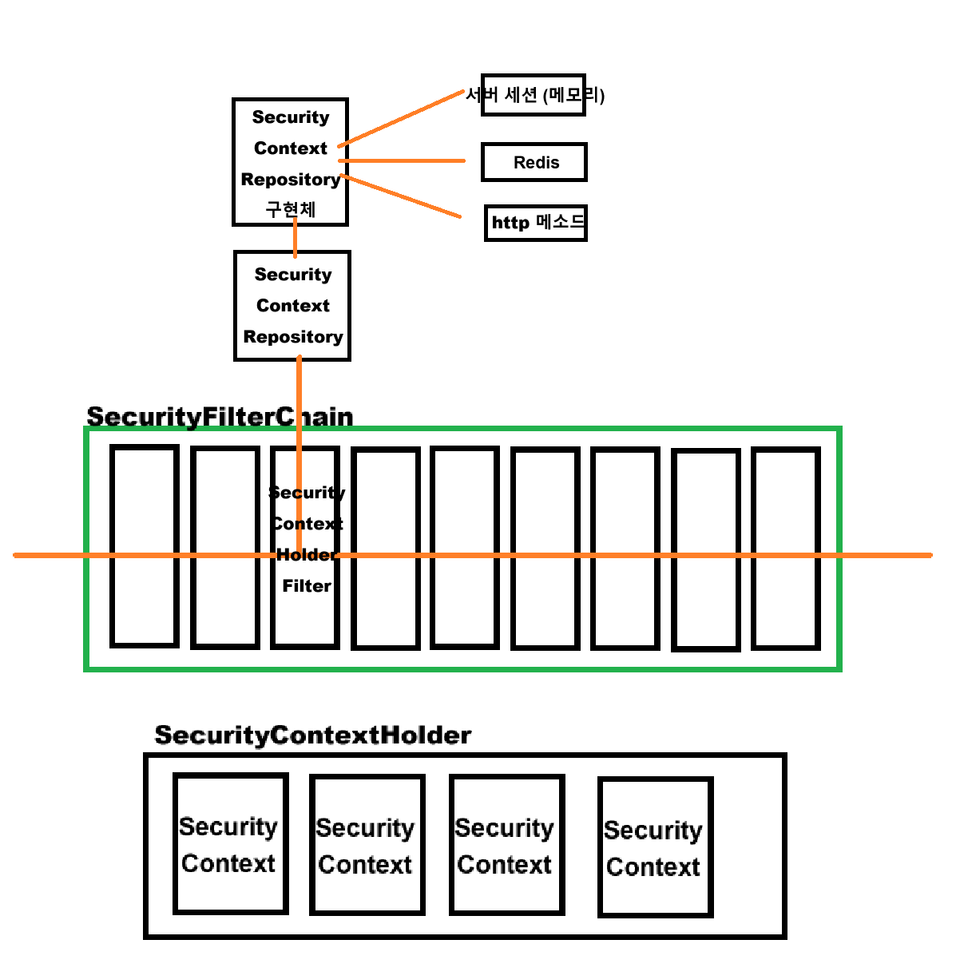 Security
Context
Repository
구현체
서버 세션 (메모리)
Redis
http 메소드
Security
Context
Repository
SecurityFilterChain
Security
Context
Holder
Filter
SecurityContextHolder
Security
Context
Security
Context
Security
Context
Security
Context